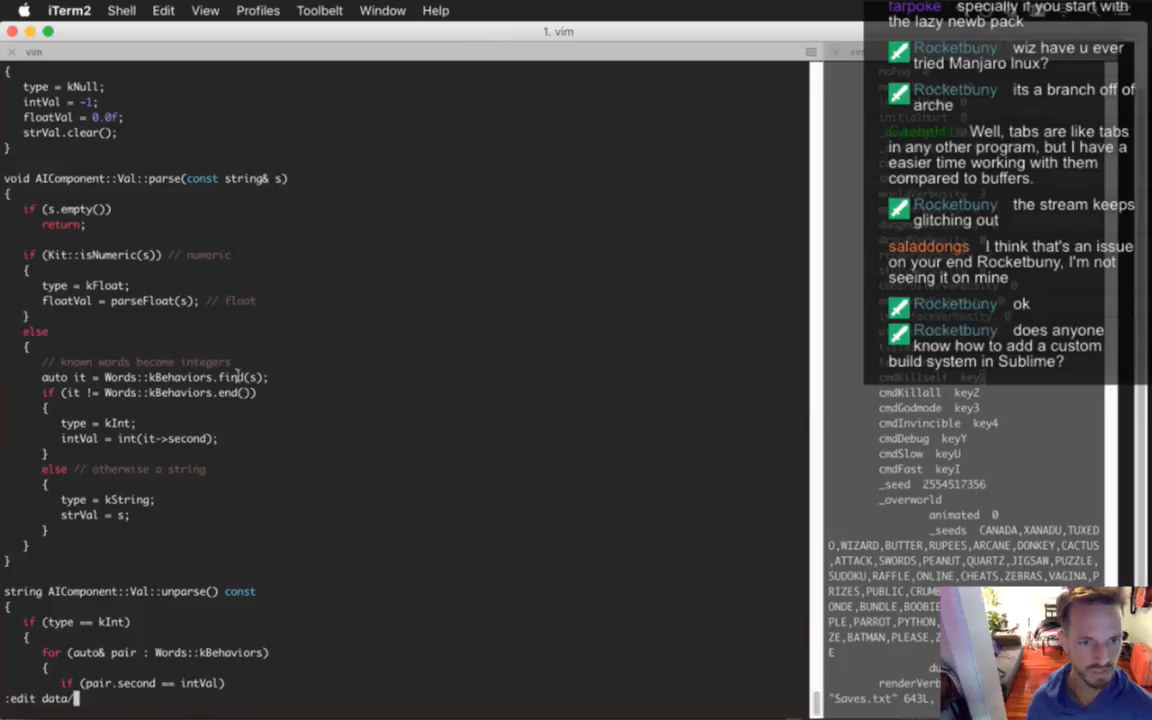 iTerm2 Shell Edit View Profiles Toolbelt Window Help
1. vim
vim
{
type = kNull;
intVal = -1;
floatVal = 0.0f;
strVal.clear();
}
void AIComponent::Val::parse(const string& s)
{
if (s.empty())
return;
if (Kit::isNumeric(s)) // numeric
{
type = kFloat;
floatVal = parseFloat(s); // float
}
else
{
// known words become integers
auto it = Words::kBehaviors.find(s);
if (it != Words::kBehaviors.end())
{
type = kInt;
intVal = int(it->second);
}
else // otherwise a string
{
type = kString;
strVal = s;
}
}
}
string AIComponent::Val::unparse() const
{
if (type == kInt)
{
for (auto& pair : Words::kBehaviors)
{
if (pair.second == intVal)
:edit data/
farpoke specially if you start with
the lazy newb pack
Rocketbuny wiz have u ever
tried Manjaro lnux?
Rocketbuny its a branch off of
arche
Well, tabs are like tabs
in any other program, but I have a
easier time working with them
compared to buffers.
Rocketbuny the stream keeps
glitching out
saladdongs I think that's an issue
on your end Rocketbuny, I'm not
seeing it on mine
Rocketbuny ok
Rocketbuny does anyone
know how to add a custom
build system in Sublime?
cmdKillself key
cmdKillall key2
cmdGodmode key3
cmdInvincible key4
cmdDebug keyY
cmdSlow keyU
cmdFast keyI
_seed 2554517356
_overworld
animated 0
_seeds CANADA,XANADU,TUXED
O,WIZARD,BUTTER,RUPEES,ARCANE,DONKEY,CACTUS
,ATTACK,SWORDS,PEANUT,QUARTZ,JIGSAW,PUZZLE,
SUDOKU,RAFFLE,ONLINE,CHEATS,ZEBRAS,VAGINA,P
RIZES,PUBLIC,CRUMB
ONDE,BUNDLE,BOOBIE
PLE,PARROT,PYTHON,
ZE,BATMAN,PLEASE,Z
E
du
renderVerb
"Saves.txt" 643L,